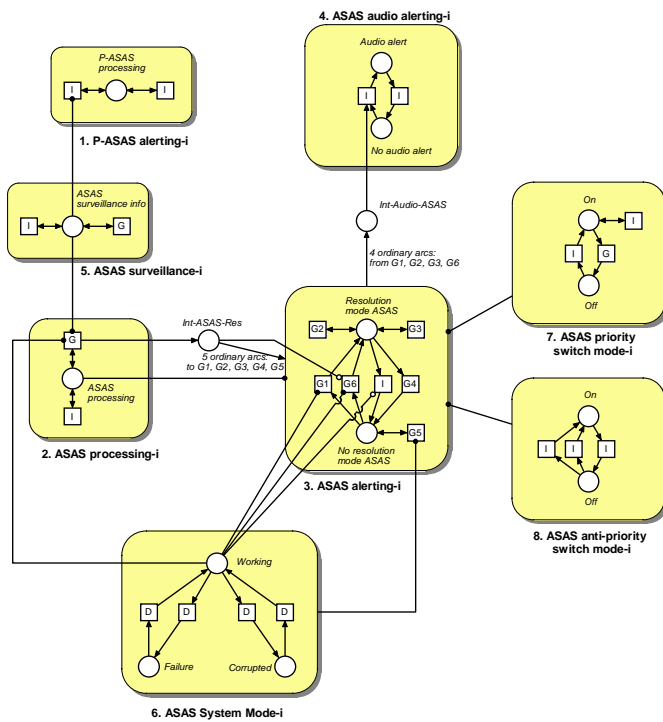 4. ASAS audio alerting-i
Audio alert
I
I
No audio alert
P-ASAS
processing
I
I
1. P-ASAS alerting-i
ASAS
surveillance info
I
G
5. ASAS surveillance-i
Int-Audio-ASAS
4 ordinary arcs:
from G1, G2, G3, G6
On
I
I
G
Off
7. ASAS priority
switch mode-i
G
ASAS
processing
I
2. ASAS processing-i
Int-ASAS-Res
5 ordinary arcs:
to G1, G2, G3, G4, G5
Resolution
mode ASAS
G2
G3
G1
G6
I
G4
G5
No resolution
mode ASAS
3. ASAS alerting-i
On
I
I
I
Off
8. ASAS anti-priority
switch mode-i
Working
D
D
D
D
Failure
Corrupted
6. ASAS System Mode-i